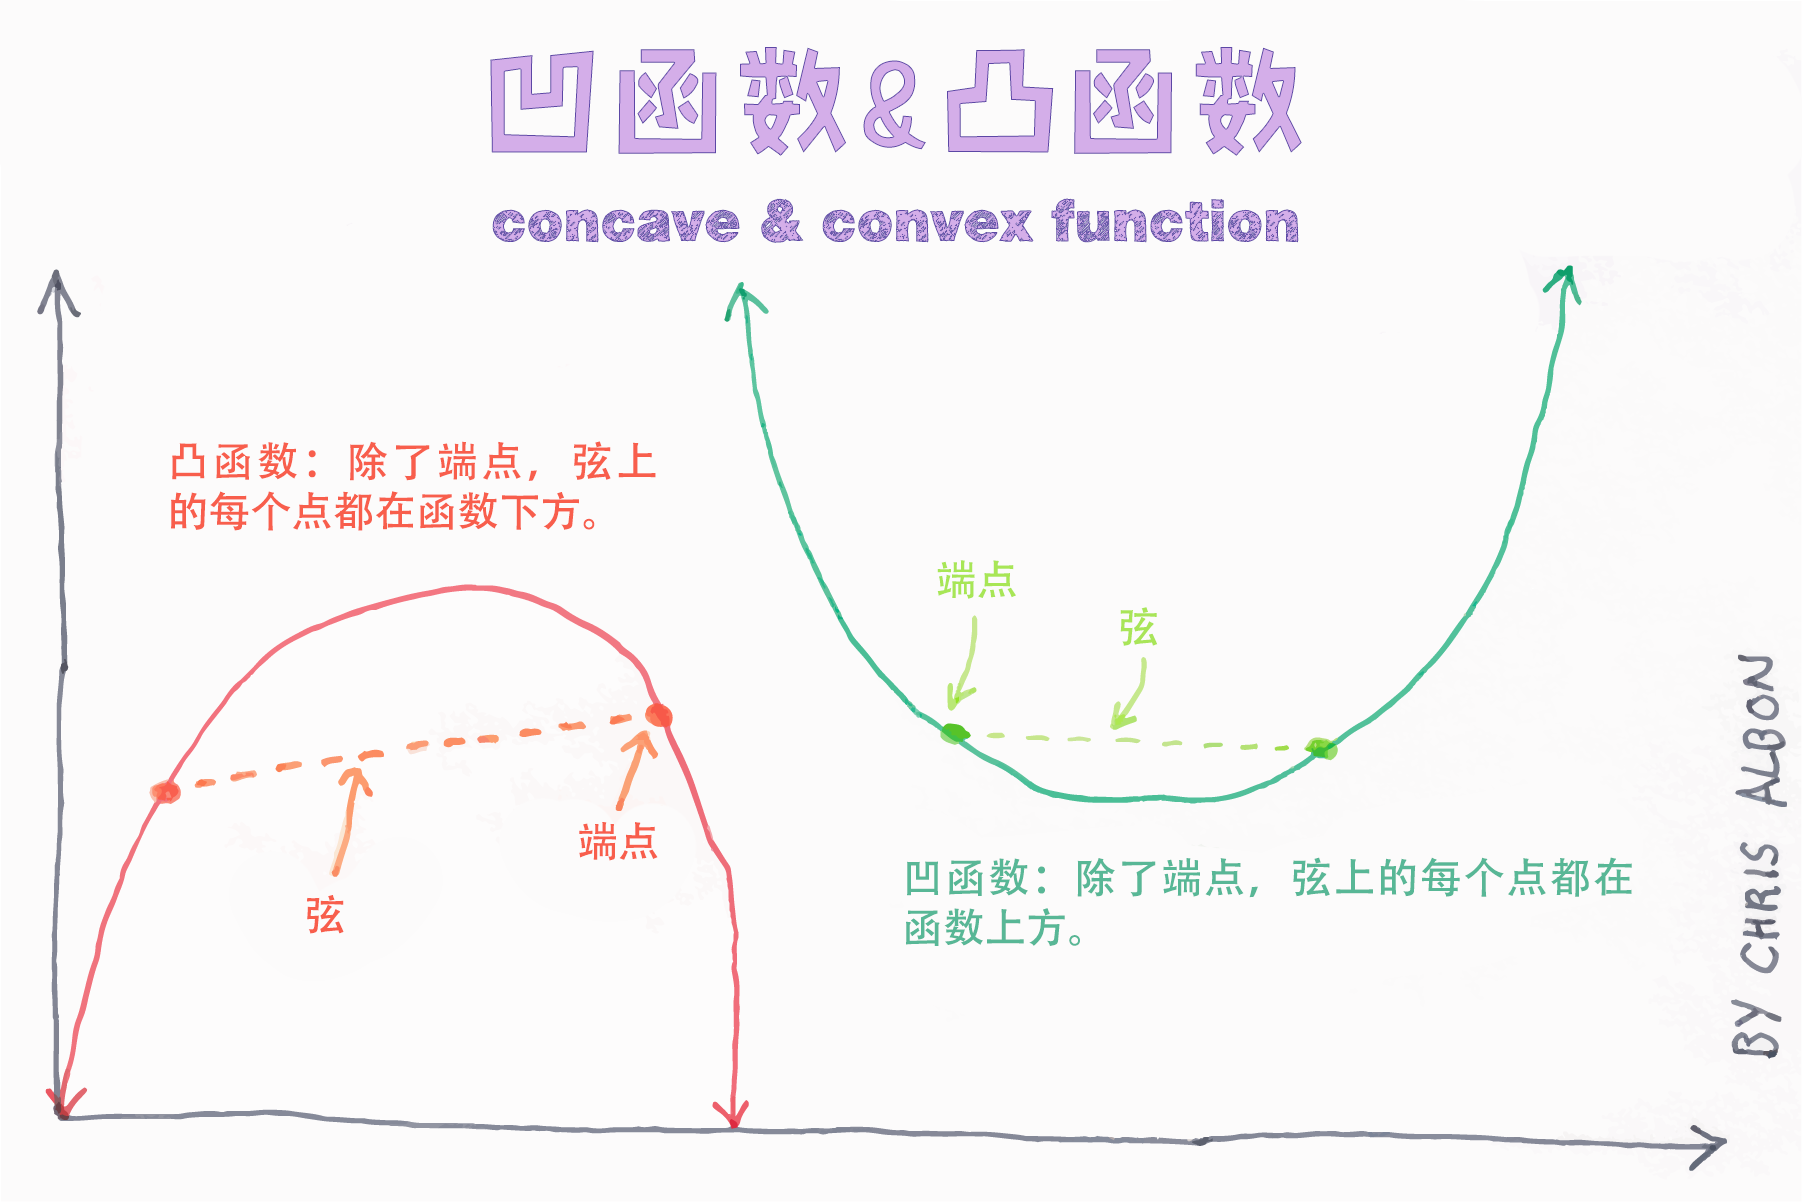 凹函数&凸函数
concave & convex function
凸函数：除了端点，弦上
的每个点都在函数下方。
端点
弦
端点
弦
凹函数：除了端点，弦上的每个点都在
函数上方。
BY CHRIS ALBON